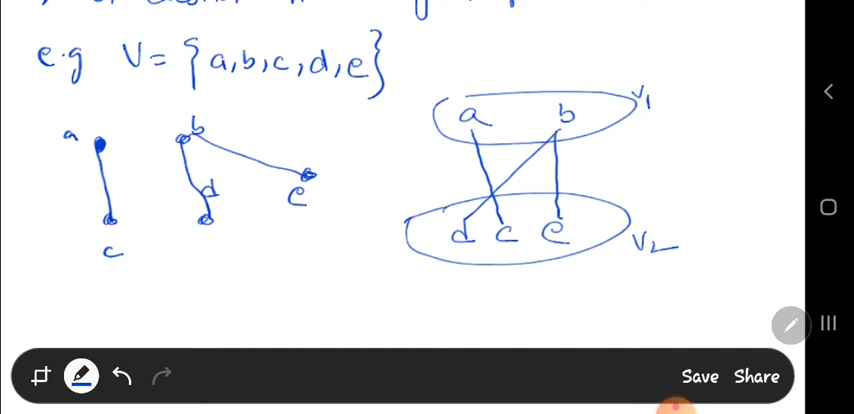 e.g V = {a,b,c,d,e}
a b
d e
c
a b V1
d c e V2
Save Share